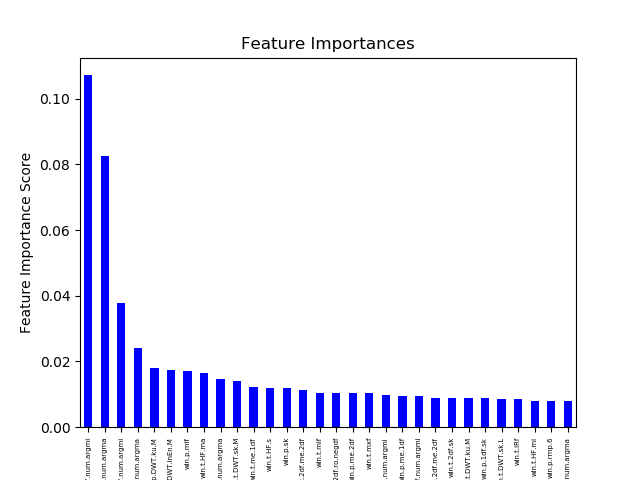 Feature Importances
Feature Importance Score
0.10
0.08
0.06
0.04
0.02
0.00
.num.argmi
num.argma
.num.argmi
num.argma
p.DWT.ku.M
DWT.inEn.M
win.p.mif
win.t.HF.ma
num.argma
.t.DWT.sk.M
win.t.me.1df
win.t.HF.s
win.p.sk
.2df.me.2df
win.t.mif
2df.ro.negdf
win.p.me.2df
win.t.mxf
.num.argmi
win.p.me.1df
.num.argmi
.2df.me.2df
win.t.2df.sk
.t.DWT.ku.M
win.p.1df.sk
n.t.DWT.sk.L
win.t.iRf
win.t.HF.mi
win.p.rmp.6
num.argma